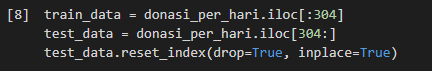 [8] train_data = donasi_per_hari.iloc[:304]
test_data = donasi_per_hari.iloc[304:]
test_data.reset_index(drop=True, inplace=True)